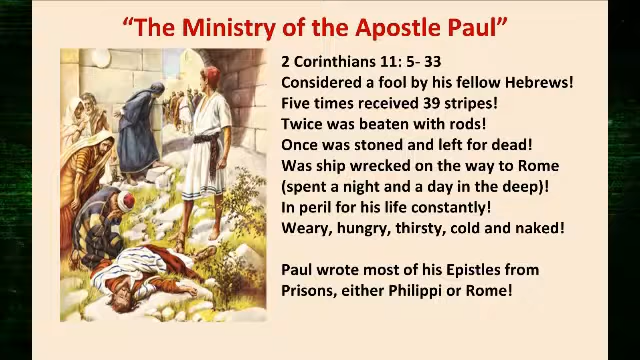 “The Ministry of the Apostle Paul”
2 Corinthians 11: 5- 33
Considered a fool by his fellow Hebrews!
Five times received 39 stripes!
Twice was beaten with rods!
Once was stoned and left for dead!
Was ship wrecked on the way to Rome
(spent a night and a day in the deep)!
In peril for his life constantly!
Weary, hungry, thirsty, cold and naked!
Paul wrote most of his Epistles from
Prisons, either Philippi or Rome!